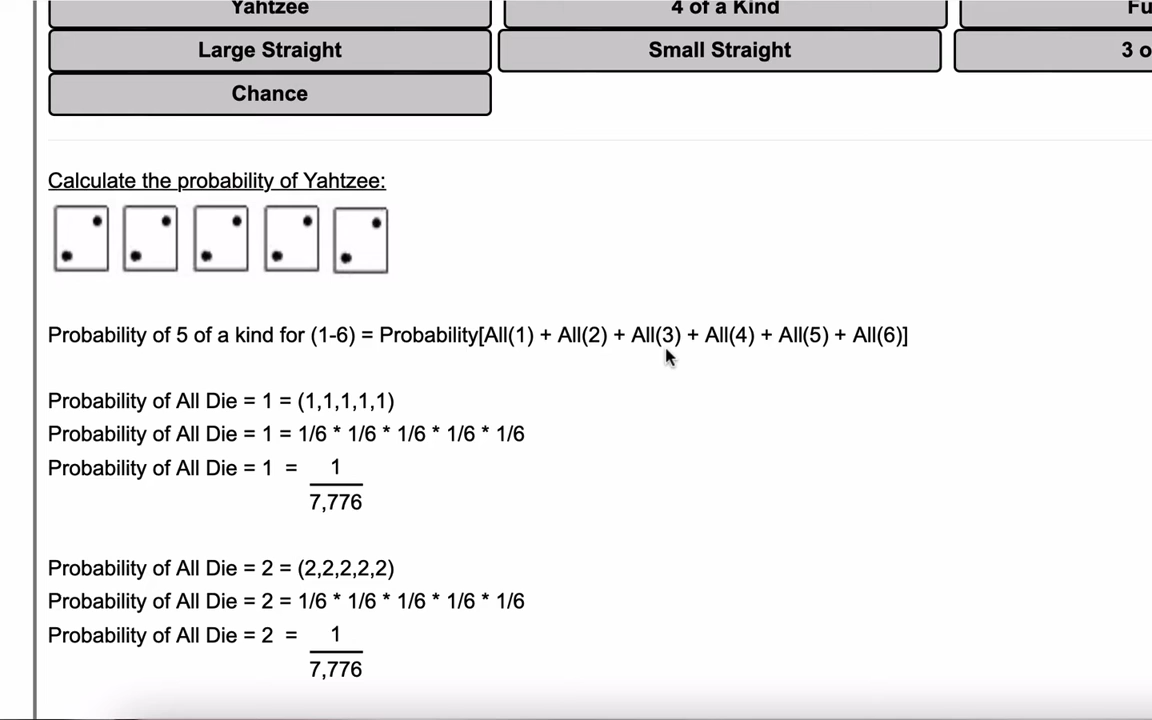 Yahtzee
4 of a Kind
Fu
Large Straight
Small Straight
3 o
Chance
Calculate the probability of Yahtzee:
Probability of 5 of a kind for (1-6) = Probability[All(1) + All(2) + All(3) + All(4) + All(5) + All(6)]
Probability of All Die = 1 = (1,1,1,1,1)
Probability of All Die = 1 = 1/6 * 1/6 * 1/6 * 1/6 * 1/6
Probability of All Die = 1 = 1
7,776
Probability of All Die = 2 = (2,2,2,2,2)
Probability of All Die = 2 = 1/6 * 1/6 * 1/6 * 1/6 * 1/6
Probability of All Die = 2 = 1
7,776